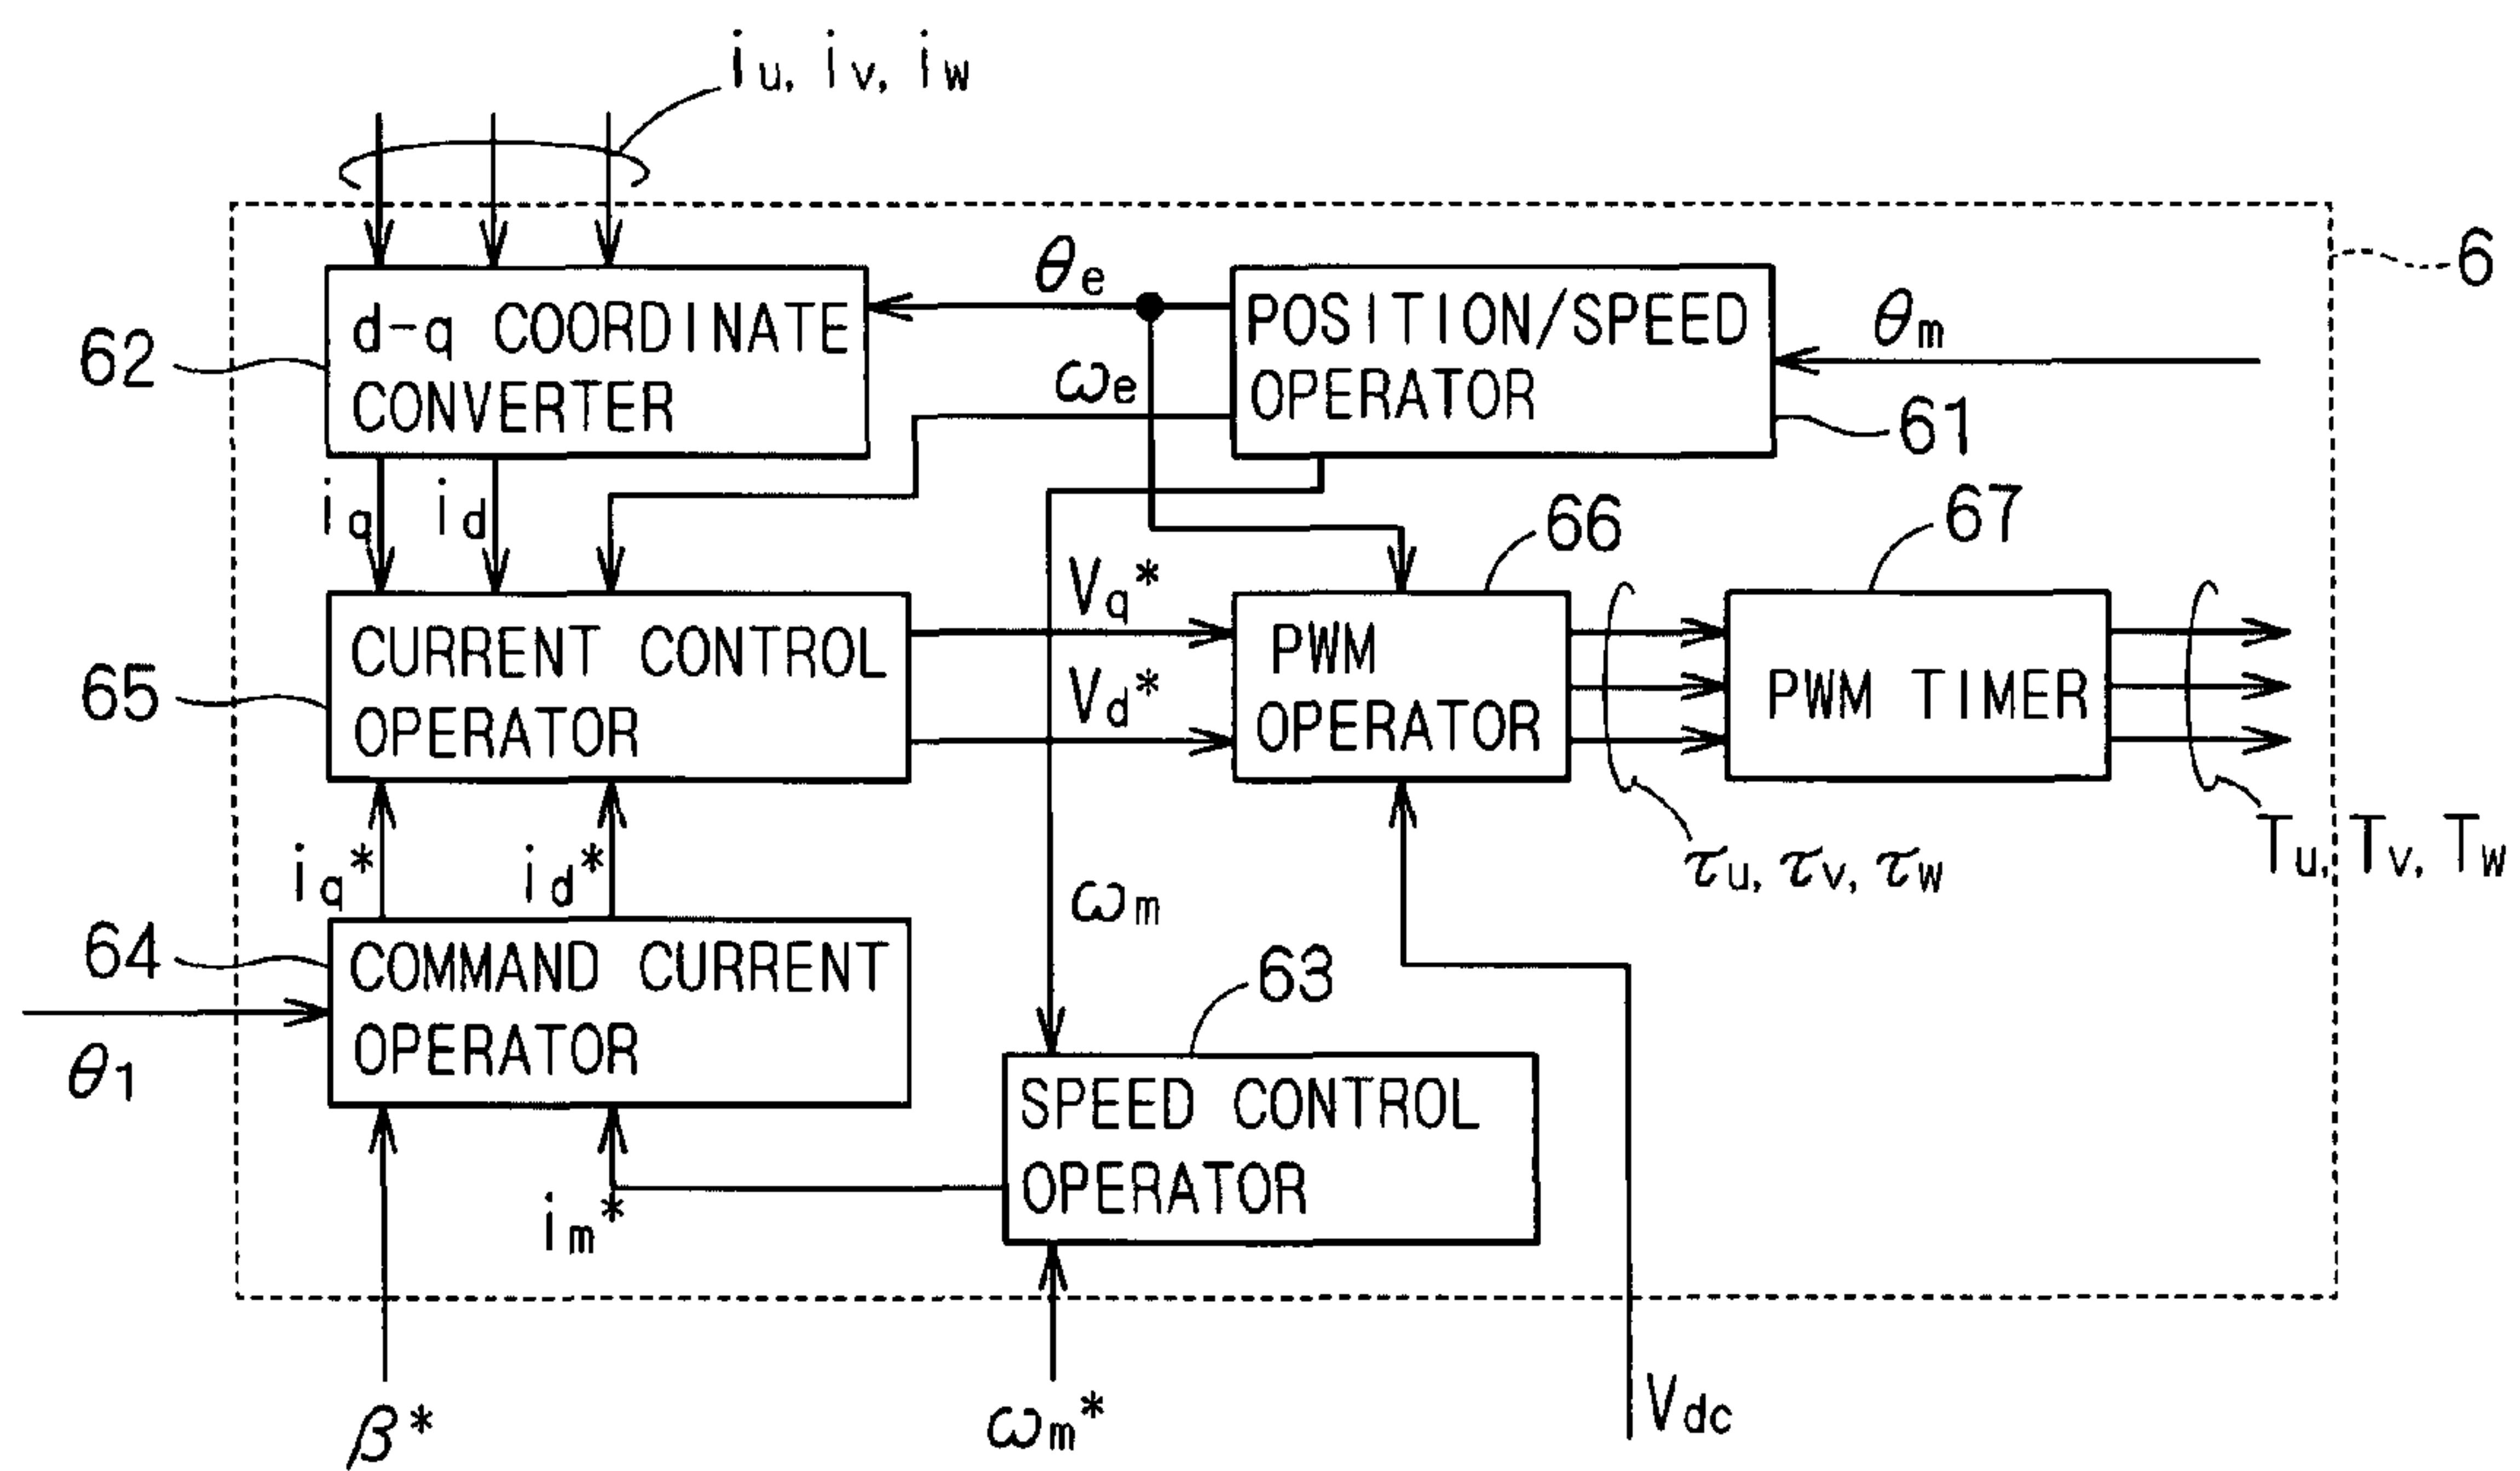 iu, iv, iw
6
62
d-q COORDINATE
CONVERTER
θe
ωe
POSITION/SPEED
OPERATOR
θm
61
iq
id
66
67
65
CURRENT CONTROL
OPERATOR
Vq*
Vd*
PWM
OPERATOR
PWM TIMER
τu, τv, τw
Tu, Tv, Tw
iq*
id*
ωm
64
COMMAND CURRENT
OPERATOR
θ1
63
SPEED CONTROL
OPERATOR
im*
β*
ωm*
Vdc